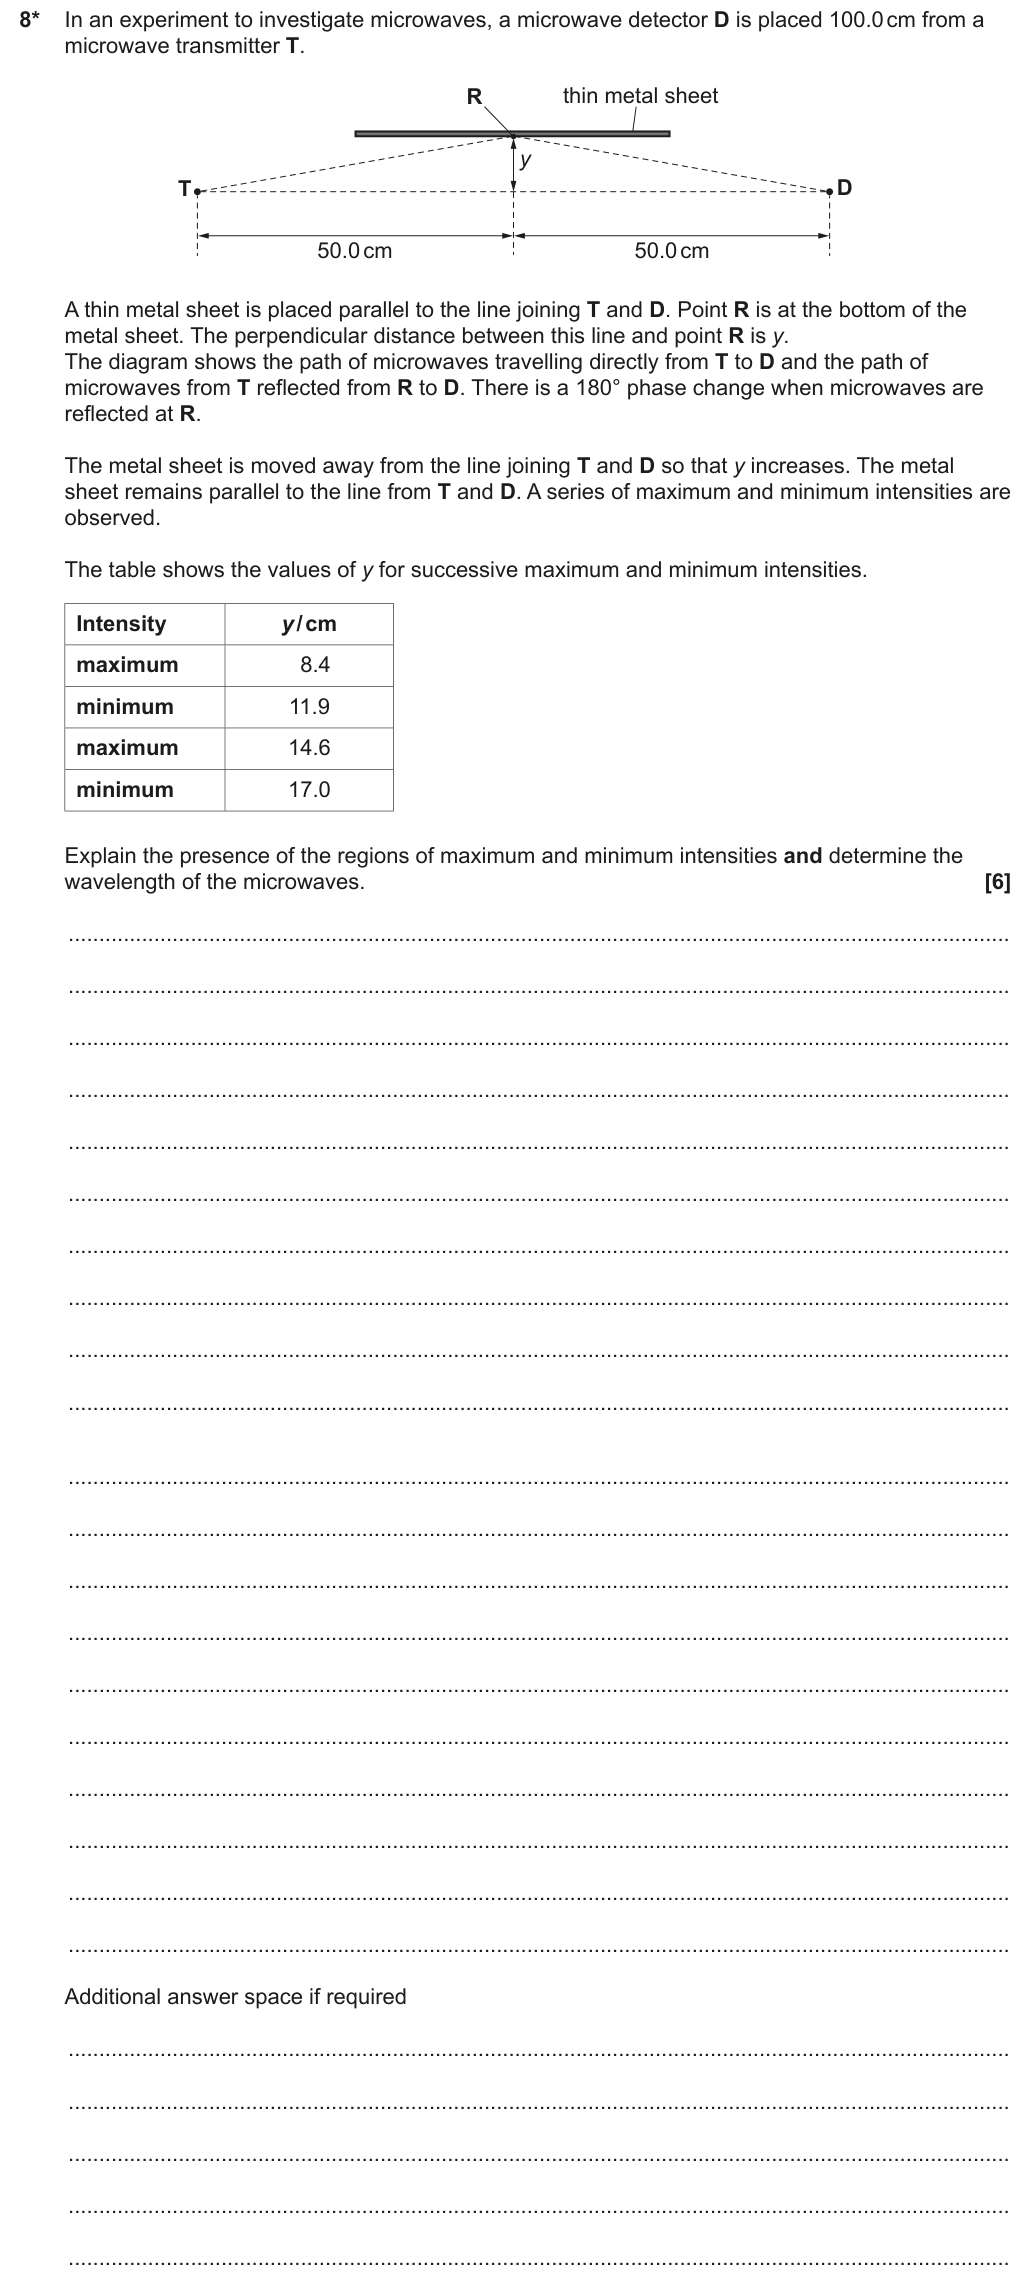 8* In an experiment to investigate microwaves, a microwave detector D is placed 100.0 cm from a
microwave transmitter T.
R
thin metal sheet
y
T
D
50.0 cm
50.0 cm
A thin metal sheet is placed parallel to the line joining T and D. Point R is at the bottom of the
metal sheet. The perpendicular distance between this line and point R is y.
The diagram shows the path of microwaves travelling directly from T to D and the path of
microwaves from T reflected from R to D. There is a 180° phase change when microwaves are
reflected at R.
The metal sheet is moved away from the line joining T and D so that y increases. The metal
sheet remains parallel to the line from T and D. A series of maximum and minimum intensities are
observed.
The table shows the values of y for successive maximum and minimum intensities.
Intensity y / cm
maximum 8.4
minimum 11.9
maximum 14.6
minimum 17.0
Explain the presence of the regions of maximum and minimum intensities and determine the
wavelength of the microwaves. [6]
Additional answer space if required